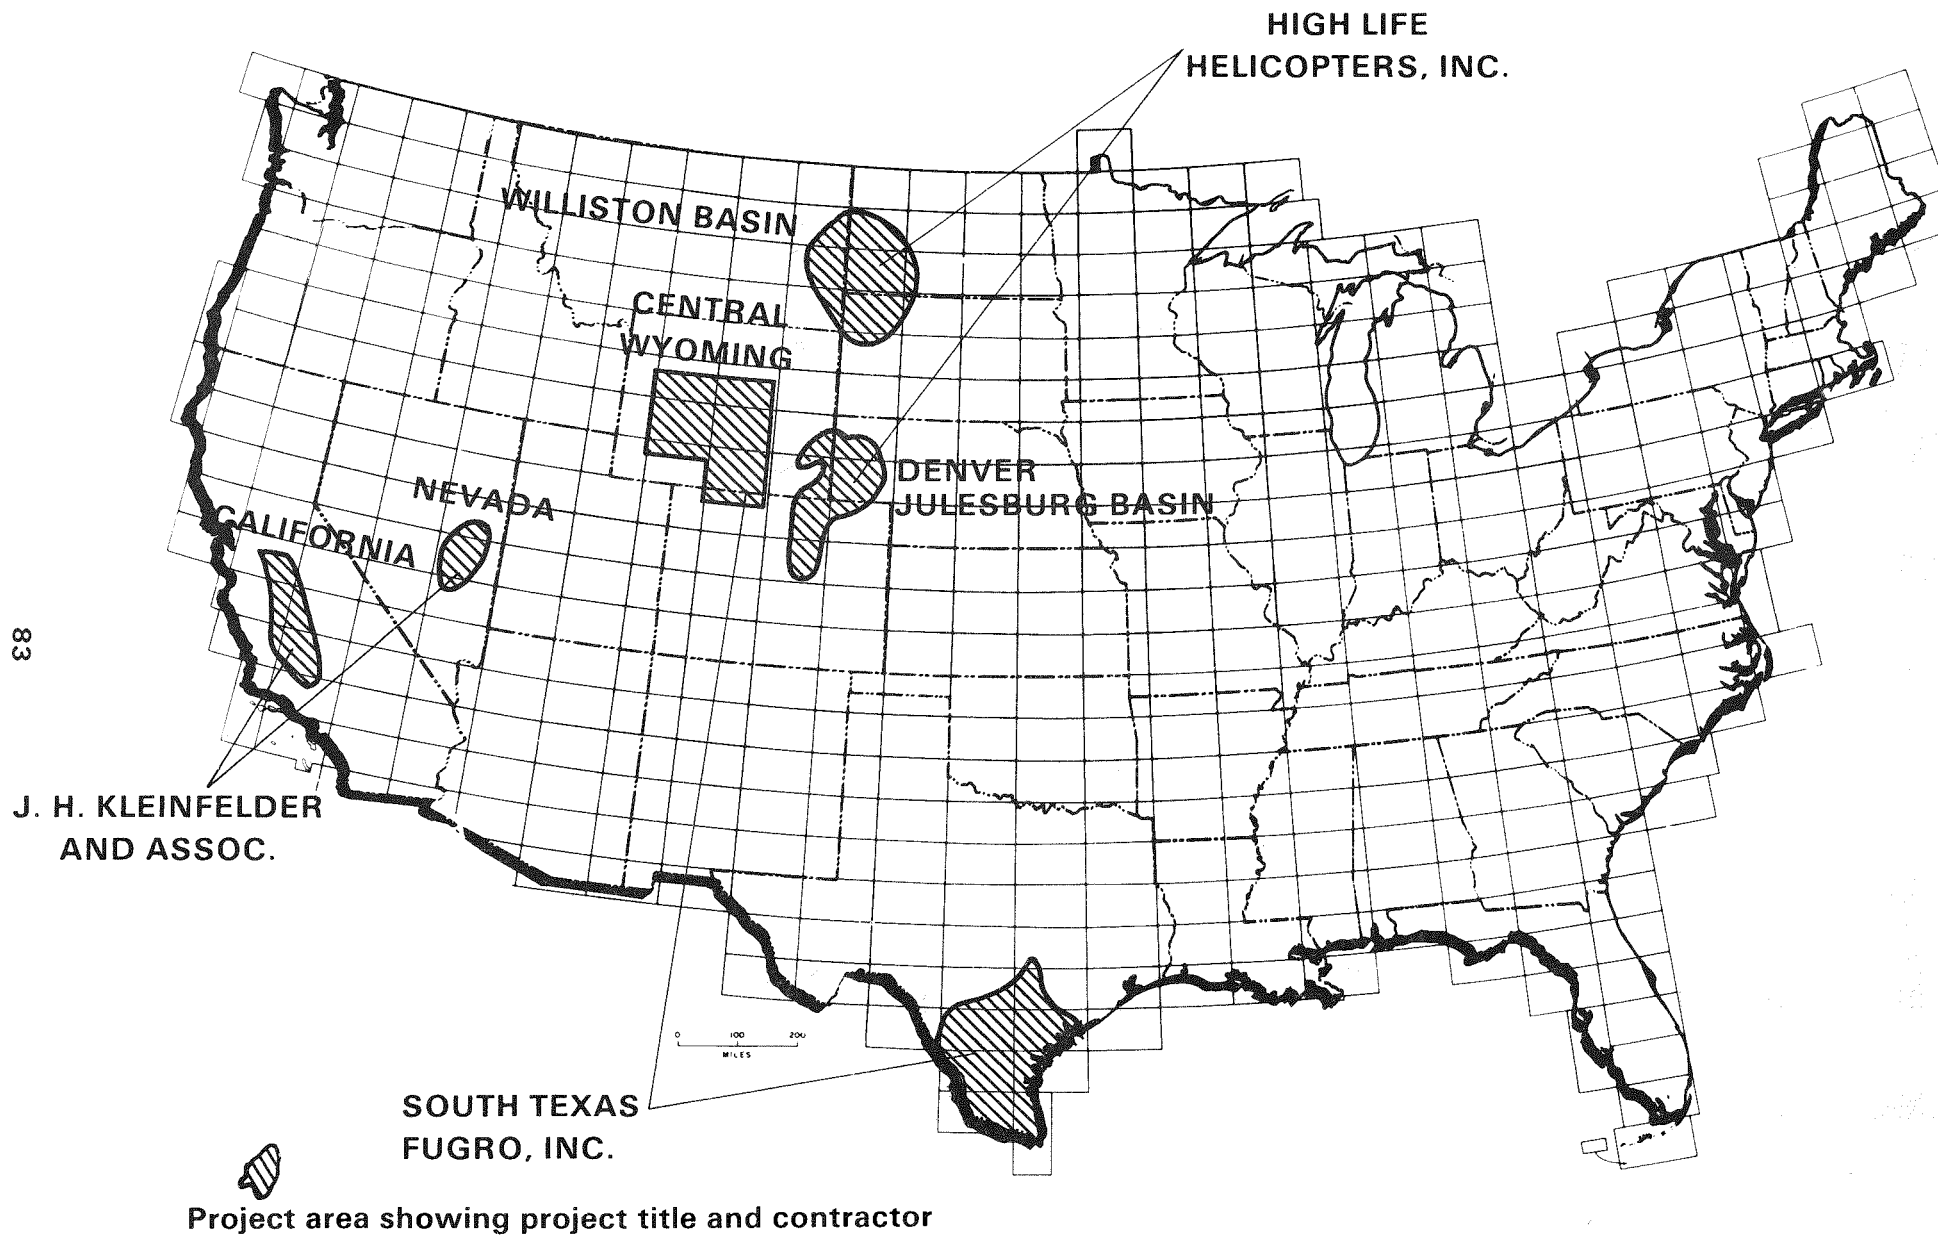 HIGH LIFE
HELICOPTERS, INC.
WILLISTON BASIN
CENTRAL
WYOMING
DENVER
JULESBURG BASIN
NEVADA
CALIFORNIA
83
J. H. KLEINFELDER
AND ASSOC.
0 100 200
MILES
SOUTH TEXAS
FUGRO, INC.
Project area showing project title and contractor